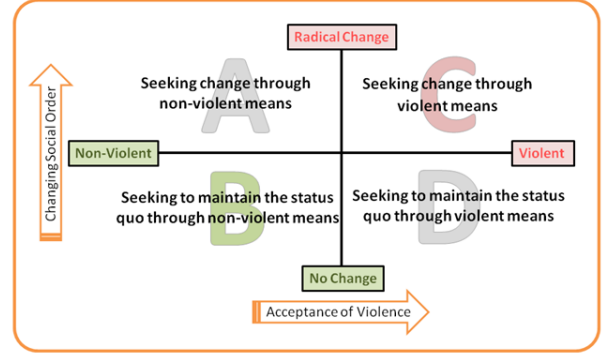 Radical Change
A
C
Seeking change through
non-violent means
Seeking change through
violent means
Changing Social Order
Non-Violent
Violent
B
D
Seeking to maintain the status
quo through non-violent means
Seeking to maintain the status
quo through violent means
No Change
Acceptance of Violence